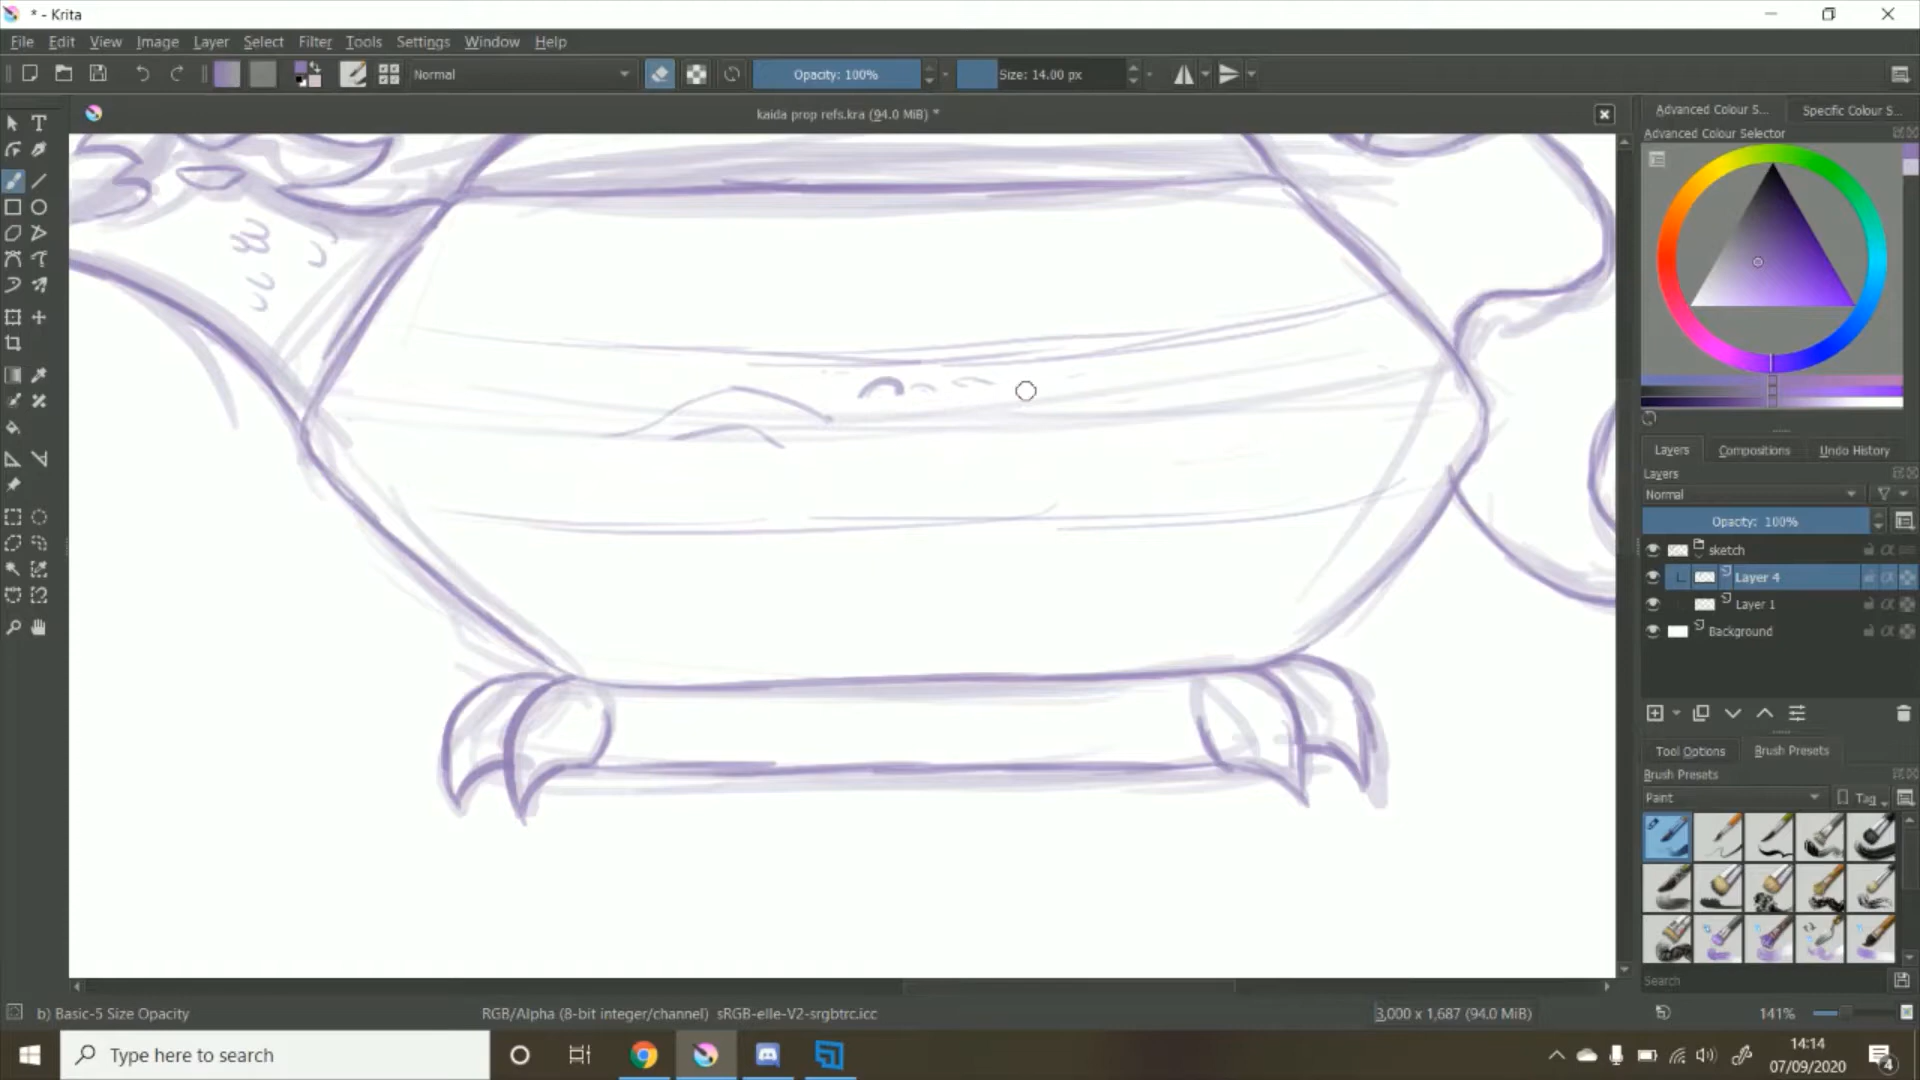 * - Krita
File Edit View Image Layer Select Filter Tools Settings Window Help
Normal Opacity: 100% Size: 14.00 px
kaida prop refs.kra (94.0 MiB) *
Advanced Colour S... Specific Colour S...
Advanced Colour Selector
Layers Compositions Undo History
Layers
Normal
Opacity: 100%
sketch
Layer 4
Layer 1
Background
Tool Options Brush Presets
Brush Presets
Paint Tag
Search
b) Basic-5 Size Opacity RGB/Alpha (8-bit integer/channel) sRGB-elle-V2-srgbtrc.icc 3,000 x 1,687 (94.0 MiB) 141%
Type here to search
14:14
07/09/2020
4